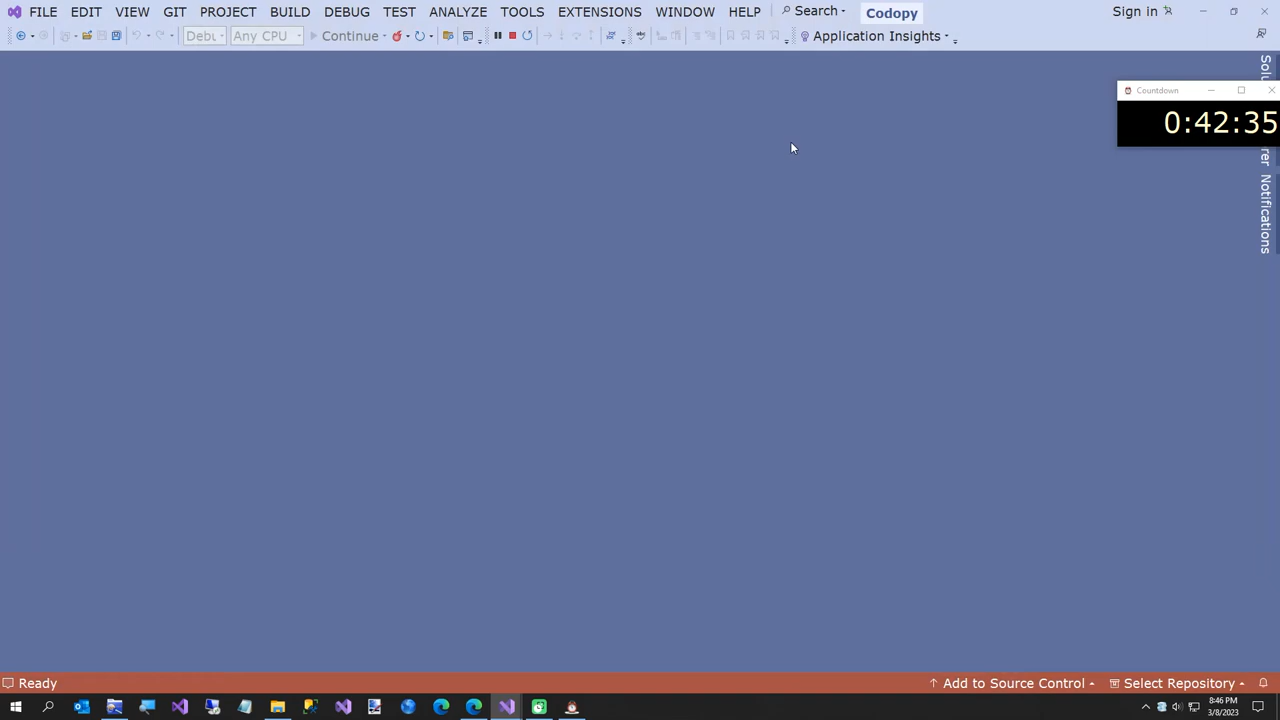 FILE EDIT VIEW GIT PROJECT BUILD DEBUG TEST ANALYZE TOOLS EXTENSIONS WINDOW HELP Search Codopy Sign in
Debu Any CPU Continue Application Insights
Countdown
0:42:35
Notifications
Ready Add to Source Control Select Repository
8:46 PM
3/8/2023